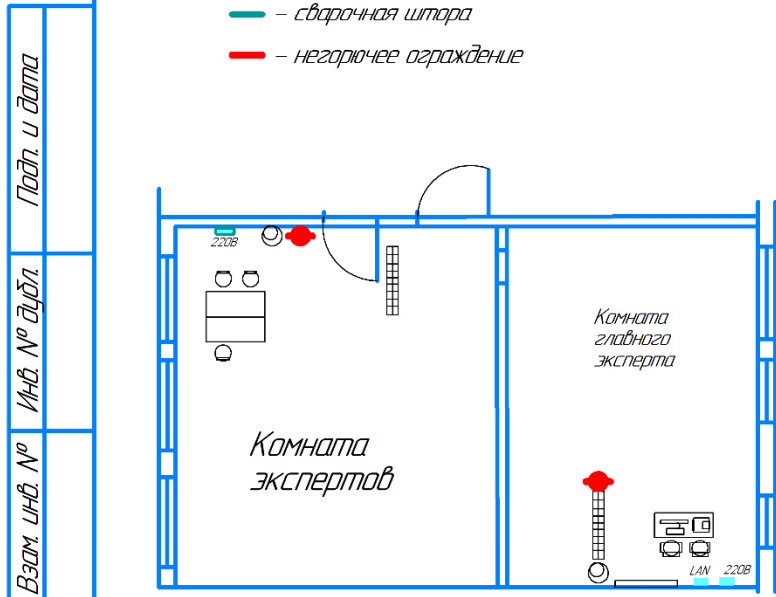 – сварочная штора
– негорючее ограждение
Подп. и дата
Инв. № дубл.
Взам. инв. №
220В
Комната
главного
эксперта
Комната
экспертов
LAN 220В